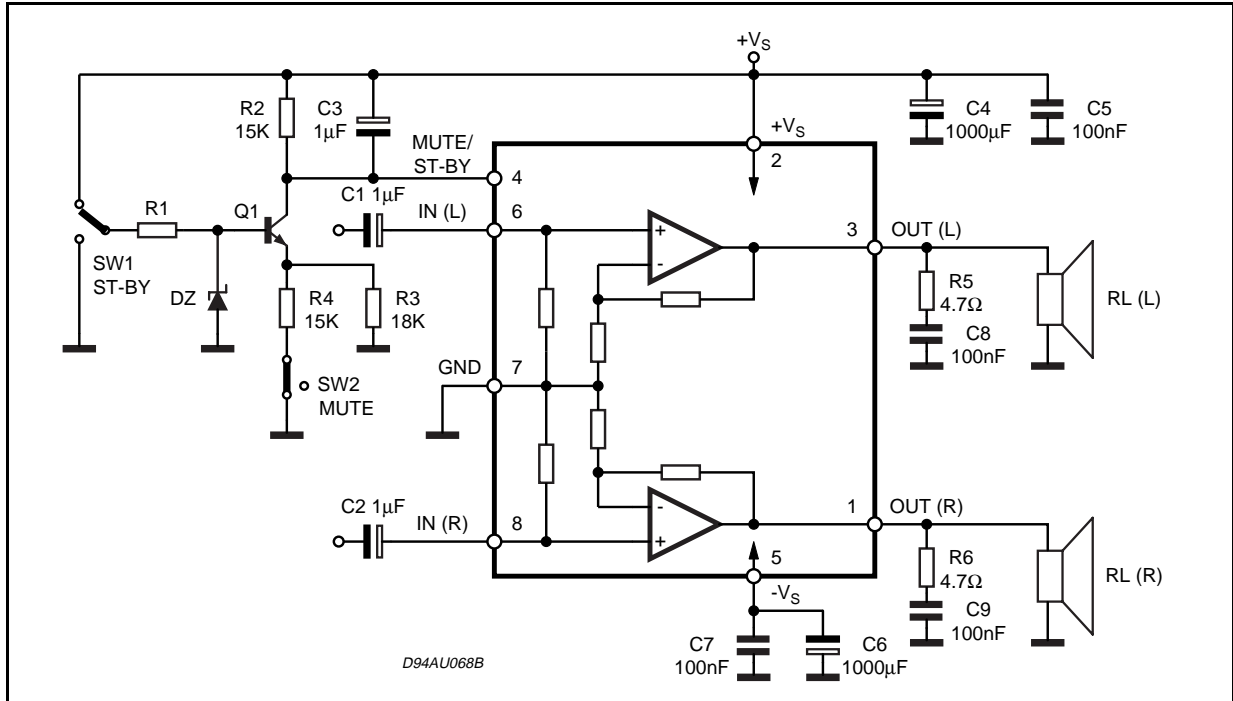 +VS
R2
15K
C3
1µF
MUTE/
ST-BY
+VS
2
C4
1000µF
C5
100nF
4
C1 1µF
IN (L)
6
R1
Q1
+
-
3
OUT (L)
SW1
ST-BY
DZ
R4
15K
R3
18K
R5
4.7Ω
C8
100nF
RL (L)
GND
7
SW2
MUTE
C2 1µF
IN (R)
8
-
+
1
OUT (R)
5
-VS
R6
4.7Ω
C9
100nF
RL (R)
C7
100nF
C6
1000µF
D94AU068B